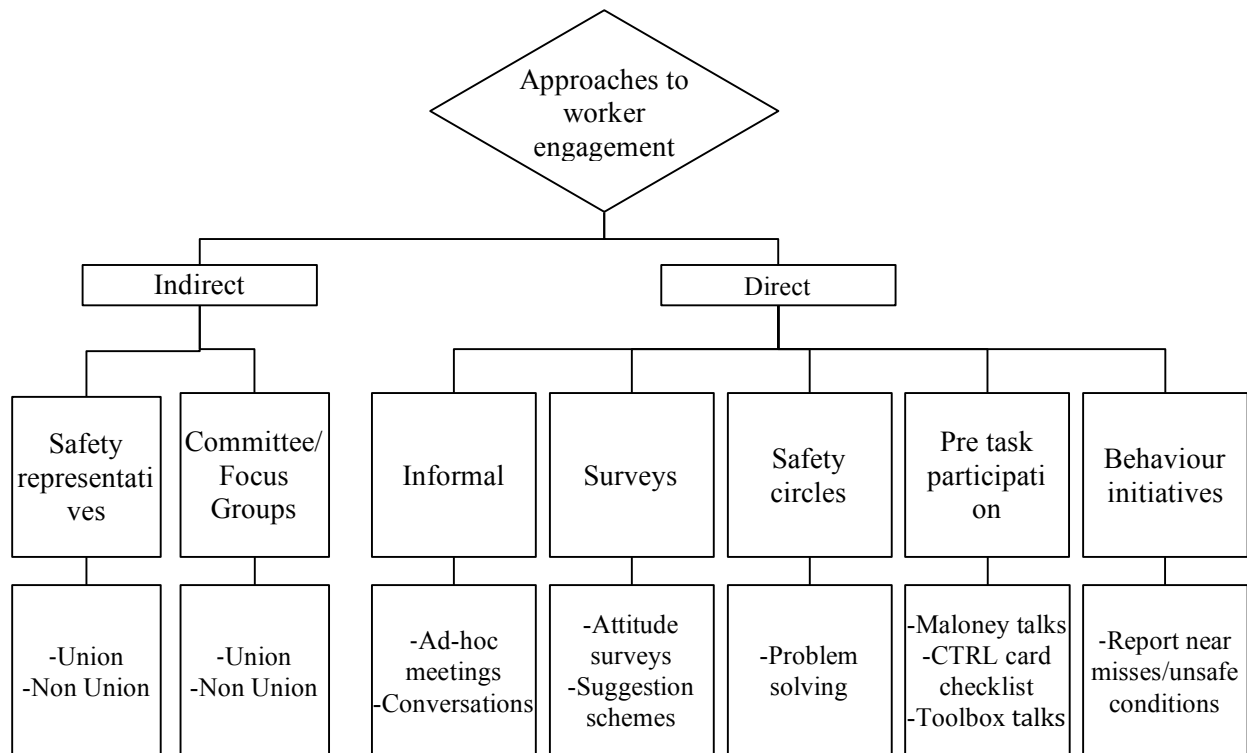 Approaches to
worker
engagement
Indirect
Direct
Safety
representati
ves
Committee/
Focus
Groups
Informal
Surveys
Safety
circles
Pre task
participati
on
Behaviour
initiatives
-Union
-Non Union
-Union
-Non Union
-Ad-hoc
meetings
-Conversations
-Attitude
surveys
-Suggestion
schemes
-Problem
solving
-Maloney talks
-CTRL card
checklist
-Toolbox talks
-Report near
misses/unsafe
conditions